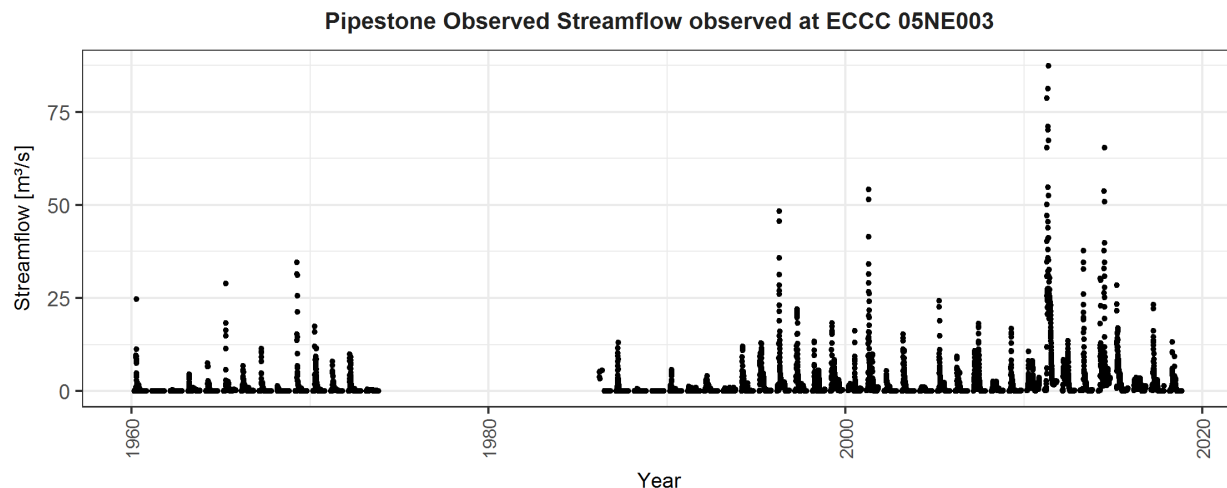 Pipestone Observed Streamflow observed at ECCC 05NE003
Streamflow [m³/s]
75
50
25
0
1960
1980
2000
2020
Year